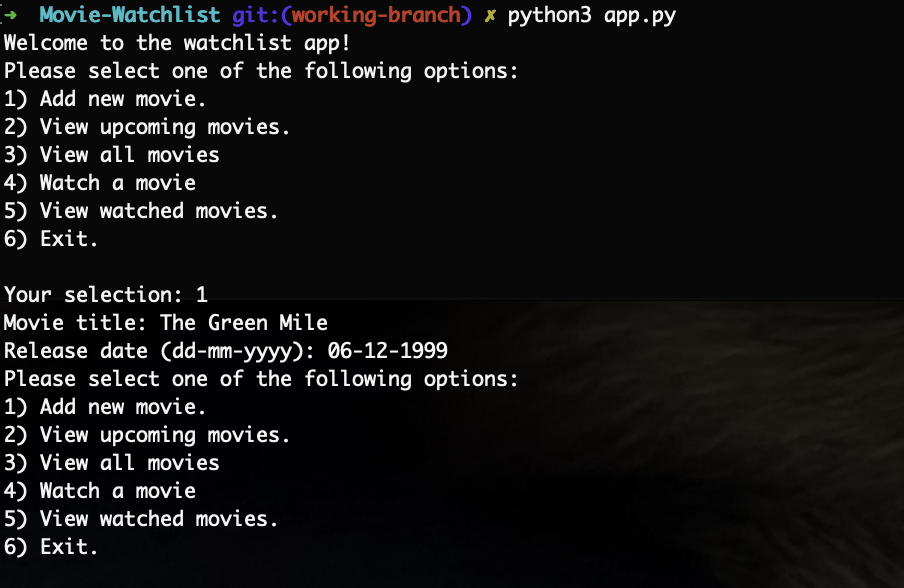 ➜  Movie-Watchlist git:(working-branch) ✗ python3 app.py
Welcome to the watchlist app!
Please select one of the following options:
1) Add new movie.
2) View upcoming movies.
3) View all movies
4) Watch a movie
5) View watched movies.
6) Exit.

Your selection: 1
Movie title: The Green Mile
Release date (dd-mm-yyyy): 06-12-1999
Please select one of the following options:
1) Add new movie.
2) View upcoming movies.
3) View all movies
4) Watch a movie
5) View watched movies.
6) Exit.